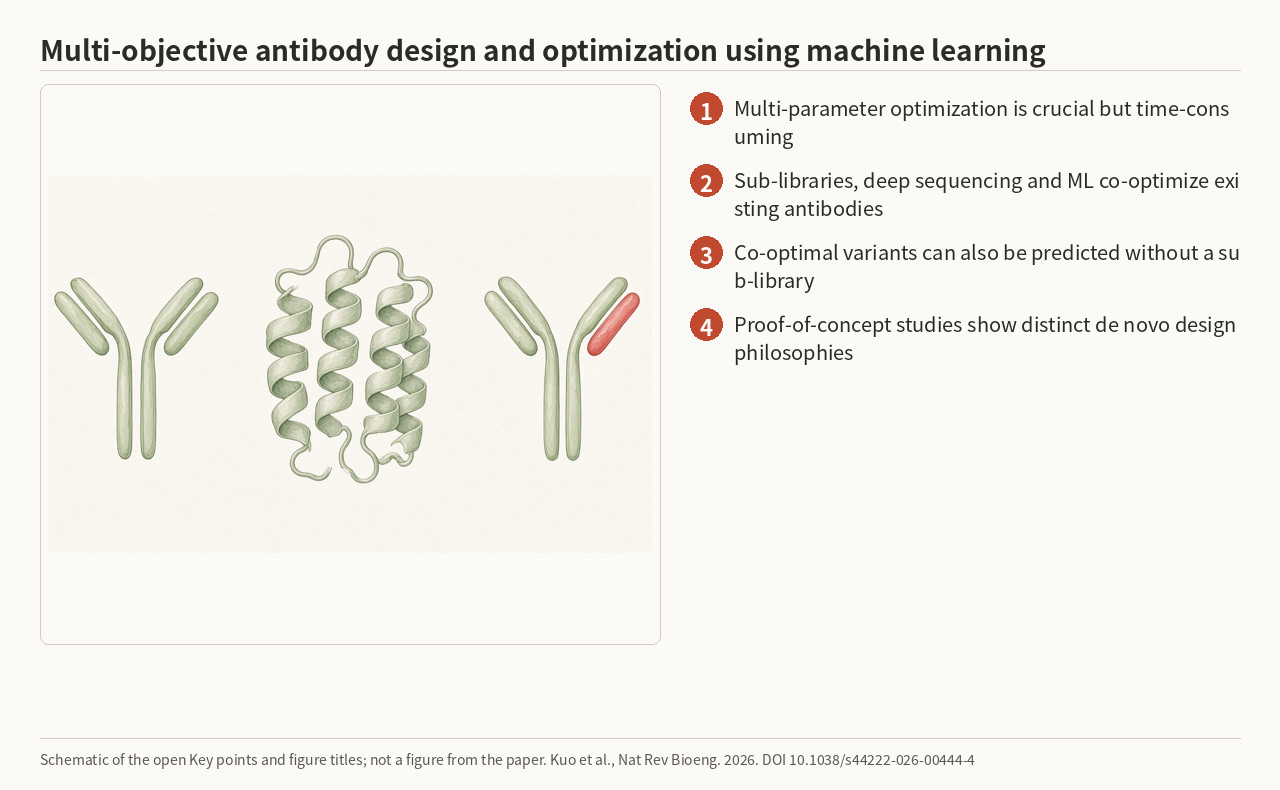 Multi-objective antibody design and optimization using machine learning
1 Multi-parameter optimization is crucial but time-cons
uming
2 Sub-libraries, deep sequencing and ML co-optimize exi
sting antibodies
3 Co-optimal variants can also be predicted without a su
b-library
4 Proof-of-concept studies show distinct de novo design
philosophies
Schematic of the open Key points and figure titles; not a figure from the paper. Kuo et al., Nat Rev Bioeng. 2026. DOI 10.1038/s44222-026-00444-4